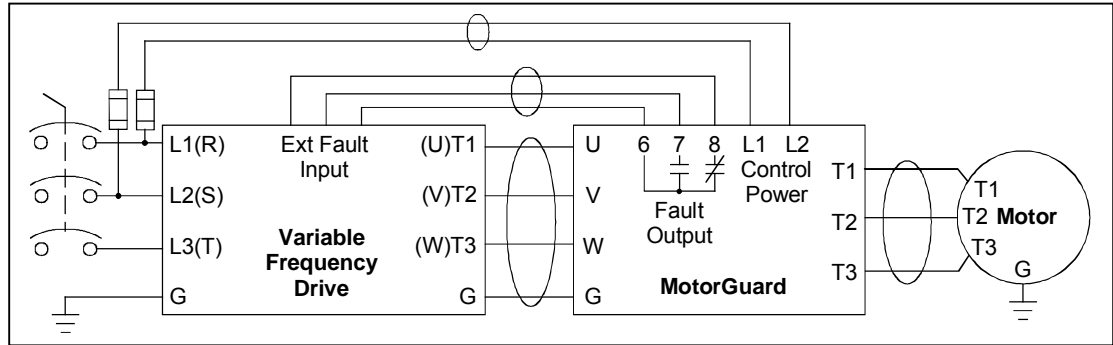 L1(R) Ext Fault (U)T1 U 6 7 8 L1 L2
Input Control
Power
T1
T1
L2(S) (V)T2 V Fault
Output
T2
T2 Motor
L3(T) Variable
Frequency
Drive
(W)T3 W MotorGuard
T3
T3
G G G G